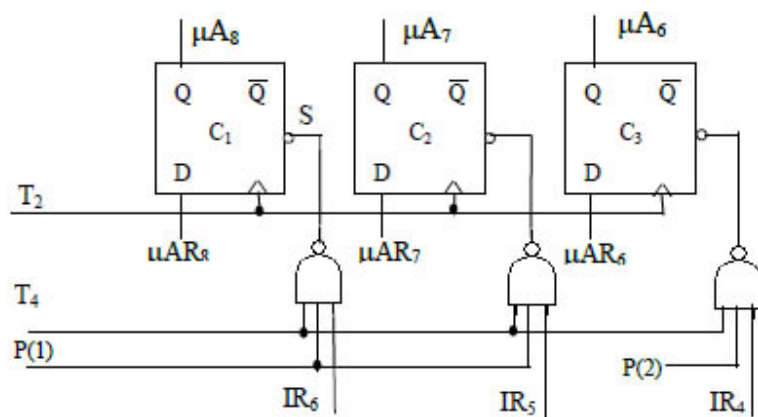 μA₈ μA₇ μA₆
Q Q̅ Q Q̅ Q Q̅
S
C₁ C₂ C₃
D D D
T₂
μAR₈ μAR₇ μAR₆
T₄
P(1) P(2)
IR₆ IR₅ IR₄